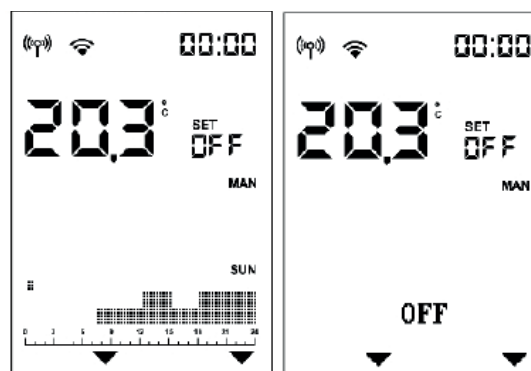 00:00
20.3 °C
SET
OFF
MAN
SUN
0 3 6 9 12 15 18 21 24
00:00
20.3 °C
SET
OFF
MAN
OFF